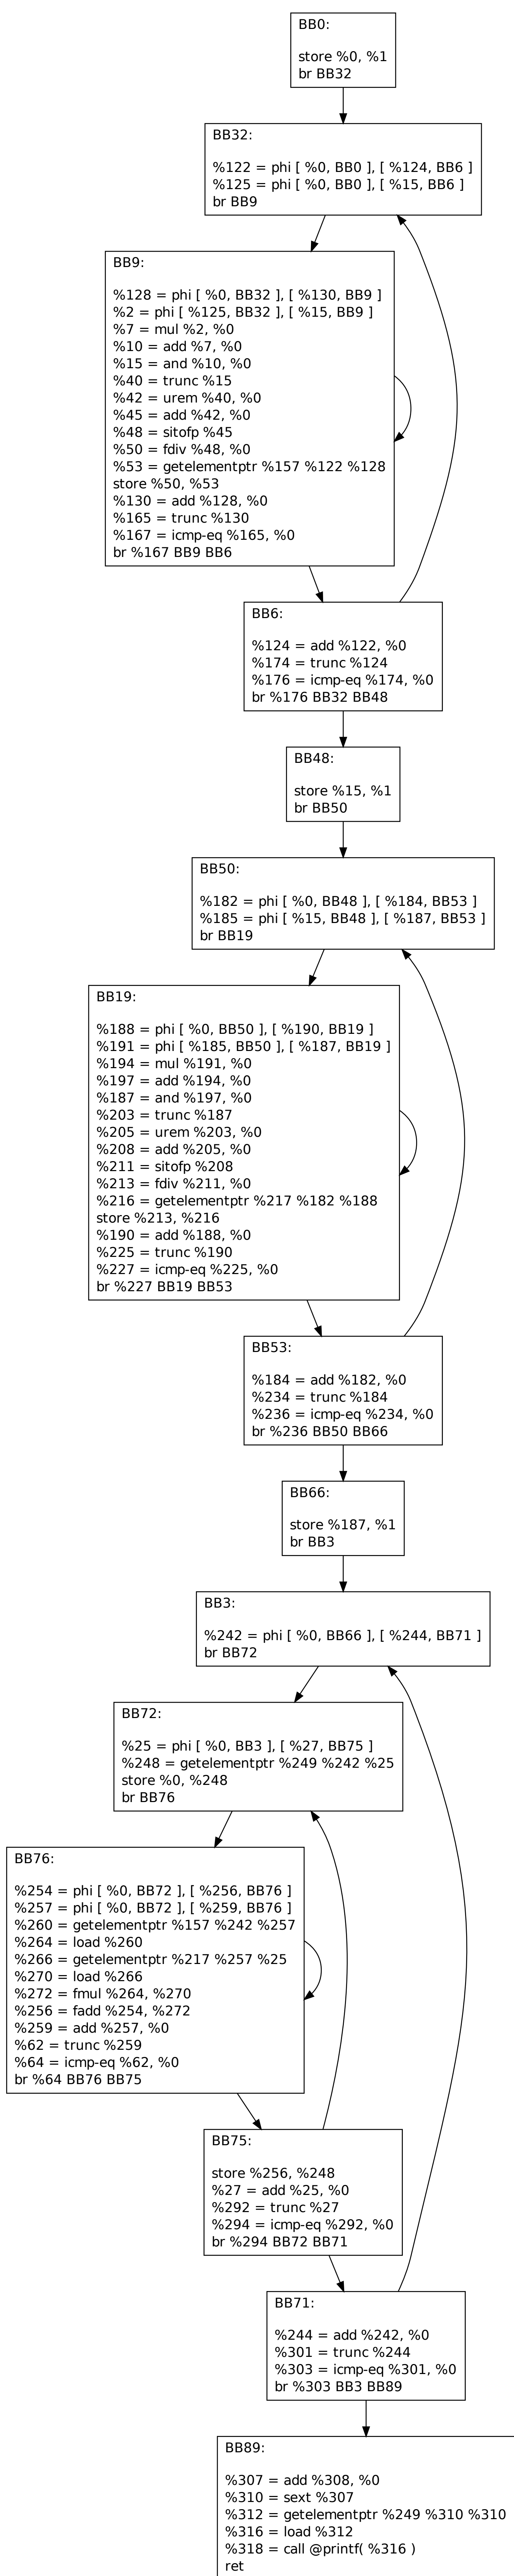 BB0:
store %0, %1
br BB32
BB32:
%122 = phi [ %0, BB0 ], [ %124, BB6 ]
%125 = phi [ %0, BB0 ], [ %15, BB6 ]
br BB9
BB9:
%128 = phi [ %0, BB32 ], [ %130, BB9 ]
%2 = phi [ %125, BB32 ], [ %15, BB9 ]
%7 = mul %2, %0
%10 = add %7, %0
%15 = and %10, %0
%40 = trunc %15
%42 = urem %40, %0
%45 = add %42, %0
%48 = sitofp %45
%50 = fdiv %48, %0
%53 = getelementptr %157 %122 %128
store %50, %53
%130 = add %128, %0
%165 = trunc %130
%167 = icmp-eq %165, %0
br %167 BB9 BB6
BB6:
%124 = add %122, %0
%174 = trunc %124
%176 = icmp-eq %174, %0
br %176 BB32 BB48
BB48:
store %15, %1
br BB50
BB50:
%182 = phi [ %0, BB48 ], [ %184, BB53 ]
%185 = phi [ %15, BB48 ], [ %187, BB53 ]
br BB19
BB19:
%188 = phi [ %0, BB50 ], [ %190, BB19 ]
%191 = phi [ %185, BB50 ], [ %187, BB19 ]
%194 = mul %191, %0
%197 = add %194, %0
%187 = and %197, %0
%203 = trunc %187
%205 = urem %203, %0
%208 = add %205, %0
%211 = sitofp %208
%213 = fdiv %211, %0
%216 = getelementptr %217 %182 %188
store %213, %216
%190 = add %188, %0
%225 = trunc %190
%227 = icmp-eq %225, %0
br %227 BB19 BB53
BB53:
%184 = add %182, %0
%234 = trunc %184
%236 = icmp-eq %234, %0
br %236 BB50 BB66
BB66:
store %187, %1
br BB3
BB3:
%242 = phi [ %0, BB66 ], [ %244, BB71 ]
br BB72
BB72:
%25 = phi [ %0, BB3 ], [ %27, BB75 ]
%248 = getelementptr %249 %242 %25
store %0, %248
br BB76
BB76:
%254 = phi [ %0, BB72 ], [ %256, BB76 ]
%257 = phi [ %0, BB72 ], [ %259, BB76 ]
%260 = getelementptr %157 %242 %257
%264 = load %260
%266 = getelementptr %217 %257 %25
%270 = load %266
%272 = fmul %264, %270
%256 = fadd %254, %272
%259 = add %257, %0
%62 = trunc %259
%64 = icmp-eq %62, %0
br %64 BB76 BB75
BB75:
store %256, %248
%27 = add %25, %0
%292 = trunc %27
%294 = icmp-eq %292, %0
br %294 BB72 BB71
BB71:
%244 = add %242, %0
%301 = trunc %244
%303 = icmp-eq %301, %0
br %303 BB3 BB89
BB89:
%307 = add %308, %0
%310 = sext %307
%312 = getelementptr %249 %310 %310
%316 = load %312
%318 = call @printf( %316 )
ret